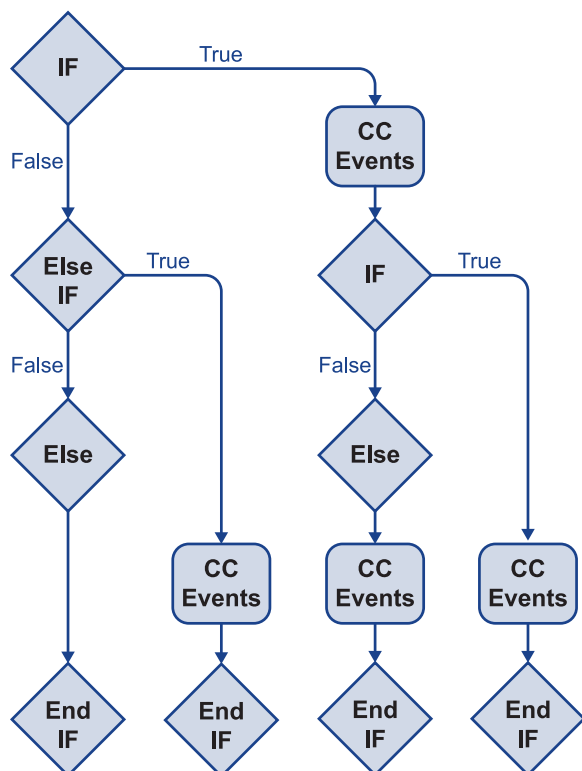 IF
True
CC
Events
False
Else
IF
True
IF
True
False
False
Else
Else
CC
Events
CC
Events
CC
Events
End
IF
End
IF
End
IF
End
IF